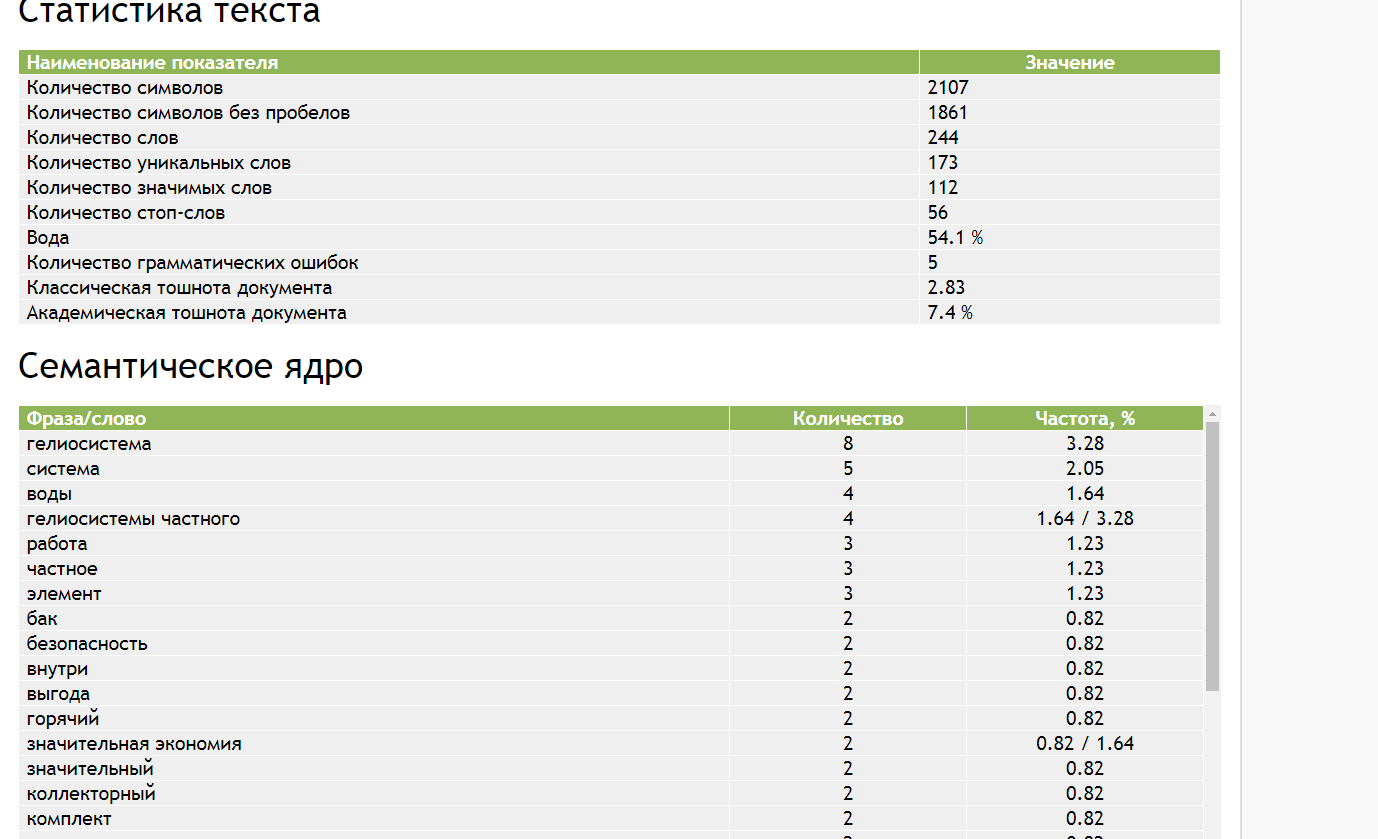 Статистика текста
Наименование показателя Значение
Количество символов 2107
Количество символов без пробелов 1861
Количество слов 244
Количество уникальных слов 173
Количество значимых слов 112
Количество стоп-слов 56
Вода 54.1 %
Количество грамматических ошибок 5
Классическая тошнота документа 2.83
Академическая тошнота документа 7.4 %
Семантическое ядро
Фраза/слово Количество Частота, %
гелиосистема 8 3.28
система 5 2.05
воды 4 1.64
гелиосистемы частного 4 1.64 / 3.28
работа 3 1.23
частное 3 1.23
элемент 3 1.23
бак 2 0.82
безопасность 2 0.82
внутри 2 0.82
выгода 2 0.82
горячий 2 0.82
значительная экономия 2 0.82 / 1.64
значительный 2 0.82
коллекторный 2 0.82
комплект 2 0.82